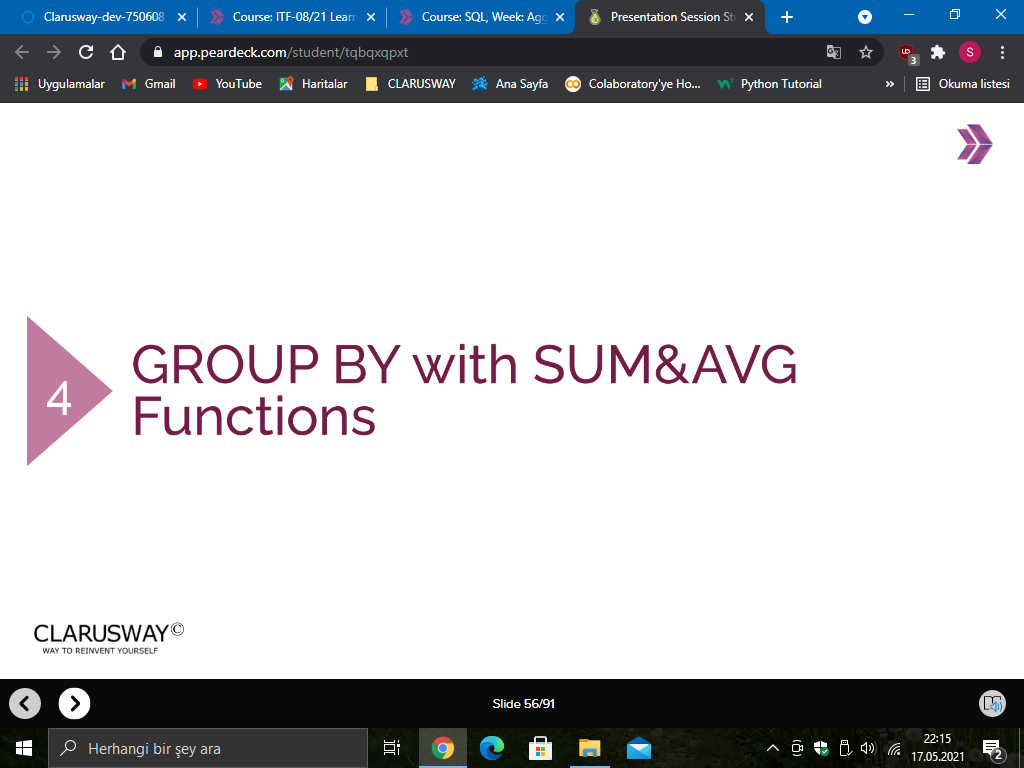 Clarusway-dev-750608
Course: ITF-08/21 Learn
Course: SQL, Week: Agg
Presentation Session St
app.peardeck.com/student/tqbqxqpxt
3
S
Uygulamalar
Gmail
YouTube
Haritalar
CLARUSWAY
Ana Sayfa
Colaboratory'ye Ho...
Python Tutorial
»
Okuma listesi
4
GROUP BY with SUM&AVG
Functions
CLARUSWAY©
WAY TO REINVENT YOURSELF
Slide 56/91
Herhangi bir şey ara
22:15
17.05.2021
2